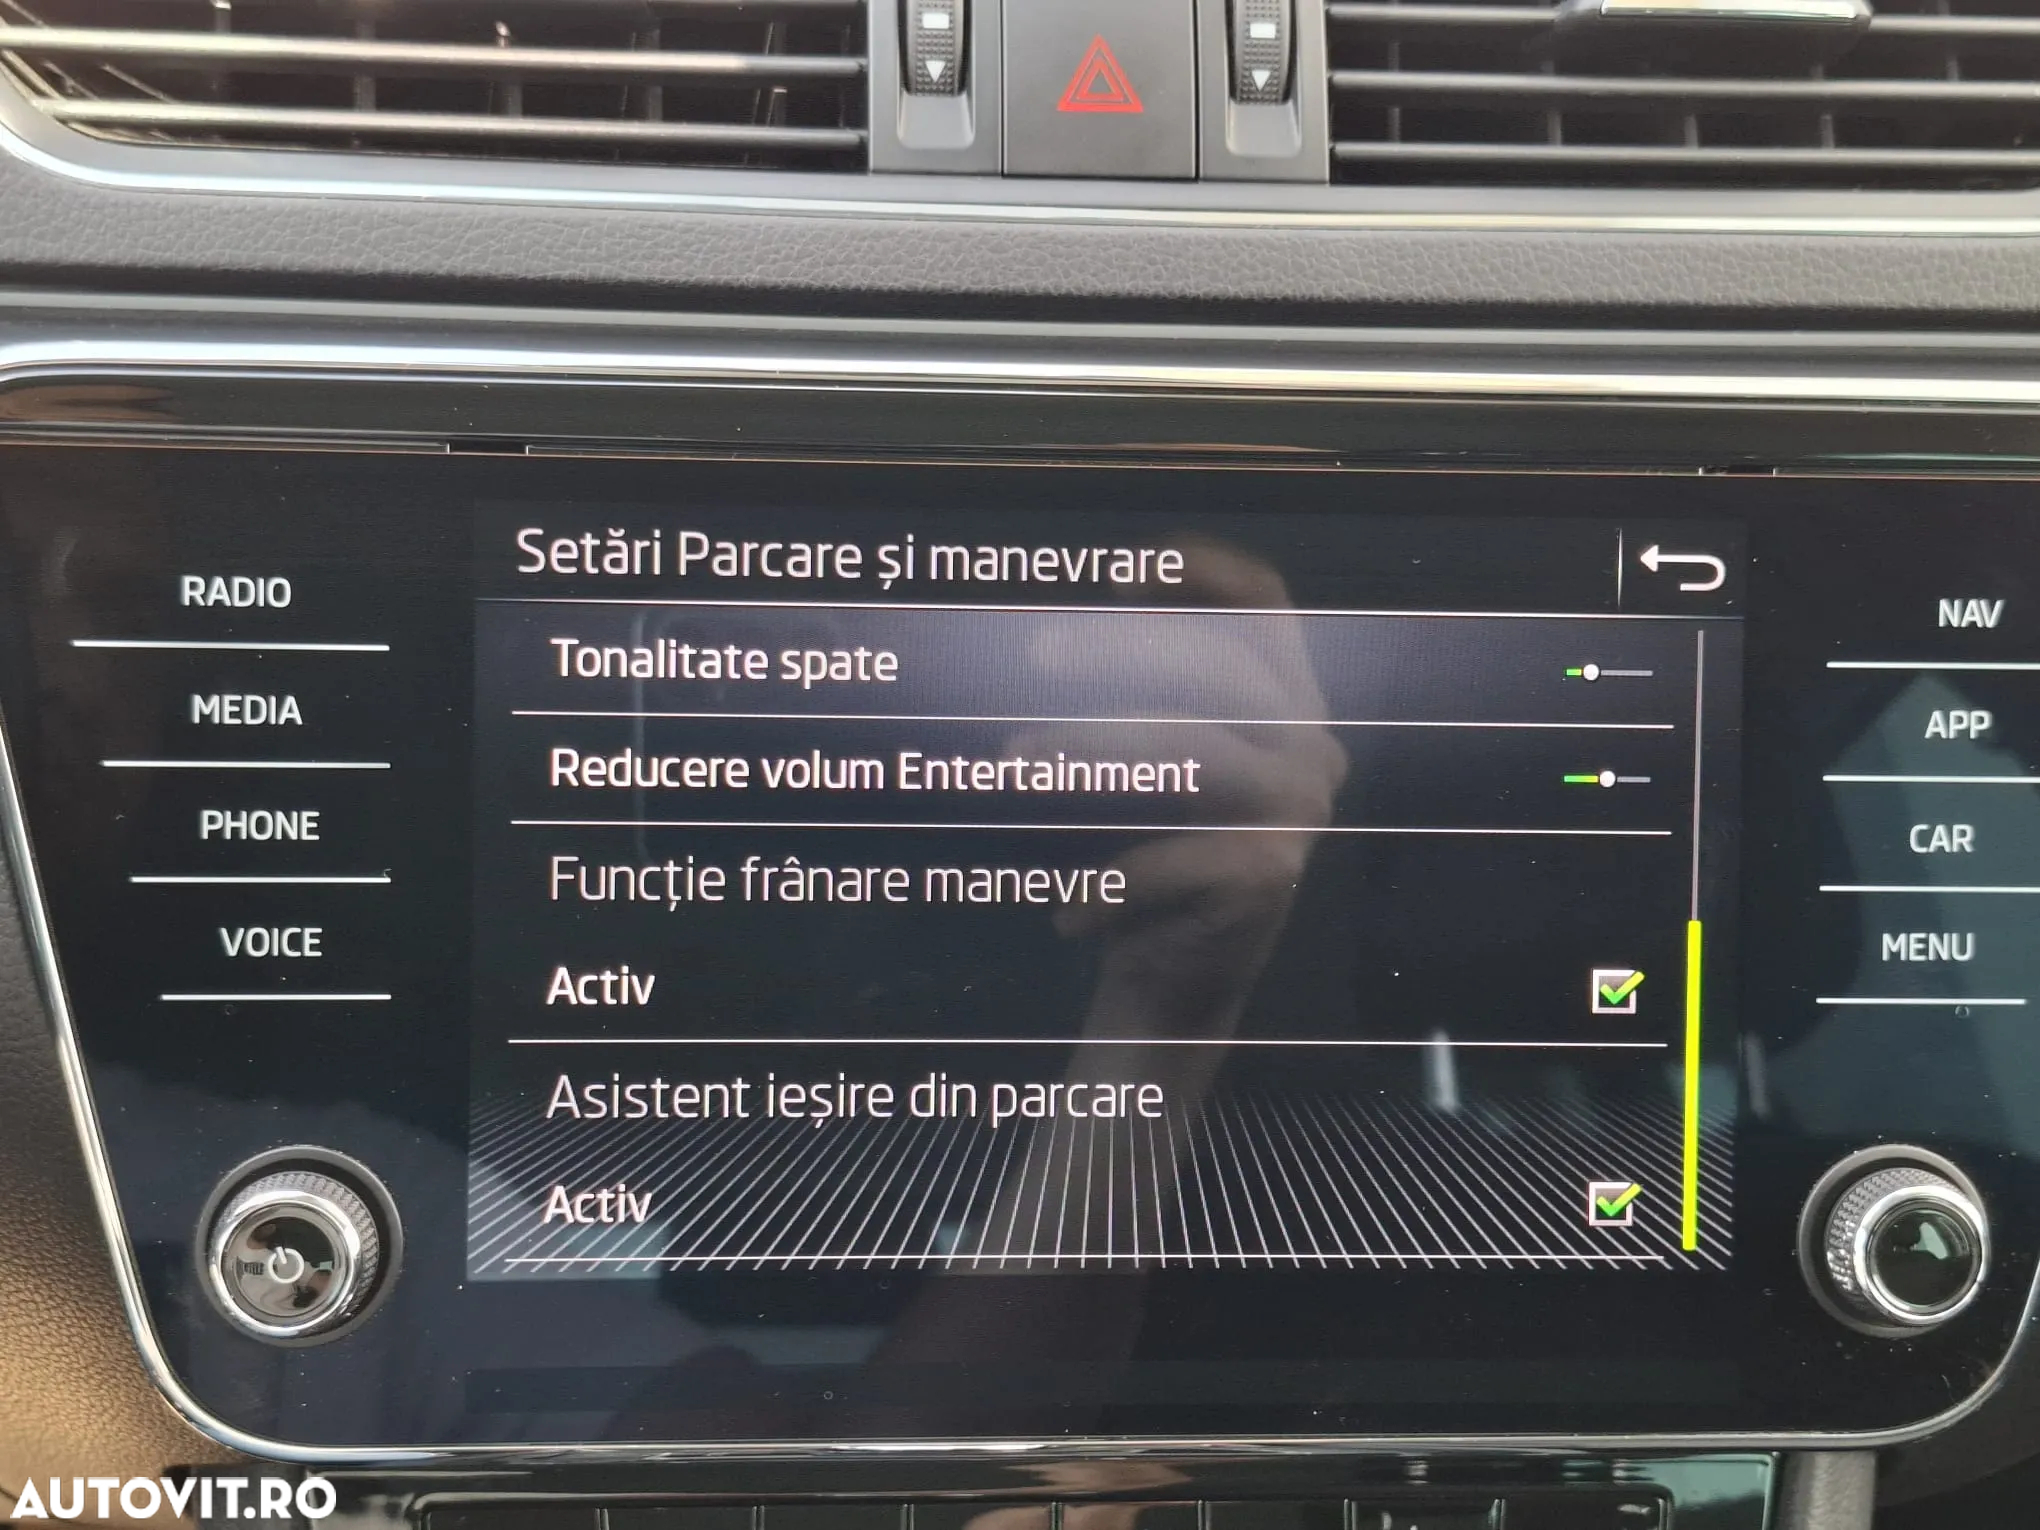 Setări Parcare și manevrare
RADIO
MEDIA
PHONE
VOICE
Tonalitate spate
Reducere volum Entertainment
Funcție frânare manevre
Activ
Asistent ieșire din parcare
Activ
NAV
APP
CAR
MENU
AUTOVIT.RO